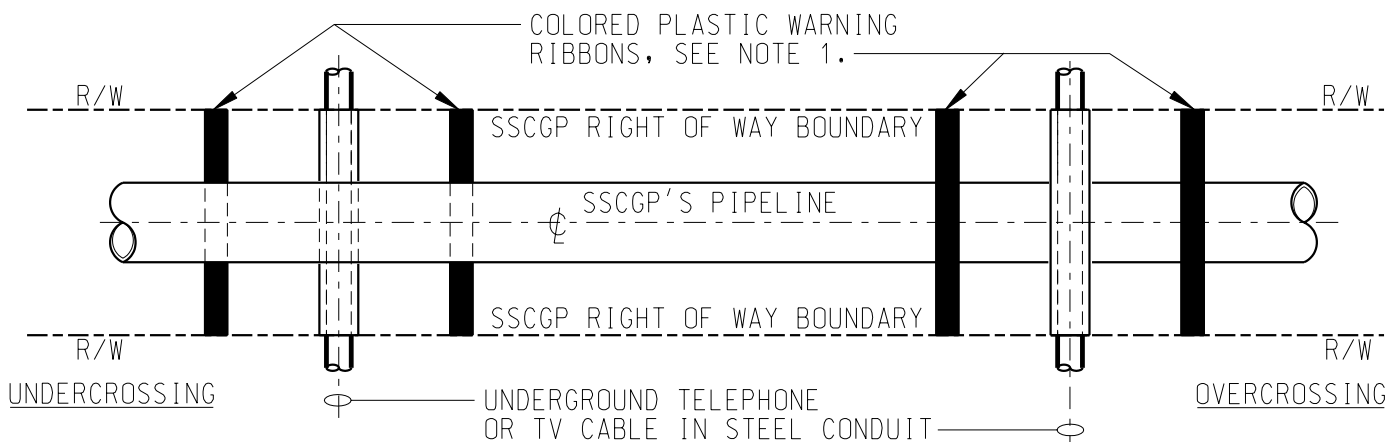 COLORED PLASTIC WARNING
RIBBONS, SEE NOTE 1.
R/W
R/W
SSCGP RIGHT OF WAY BOUNDARY
SSCGP'S PIPELINE
℄
SSCGP RIGHT OF WAY BOUNDARY
R/W
R/W
UNDERCROSSING
OVERCROSSING
UNDERGROUND TELEPHONE
OR TV CABLE IN STEEL CONDUIT